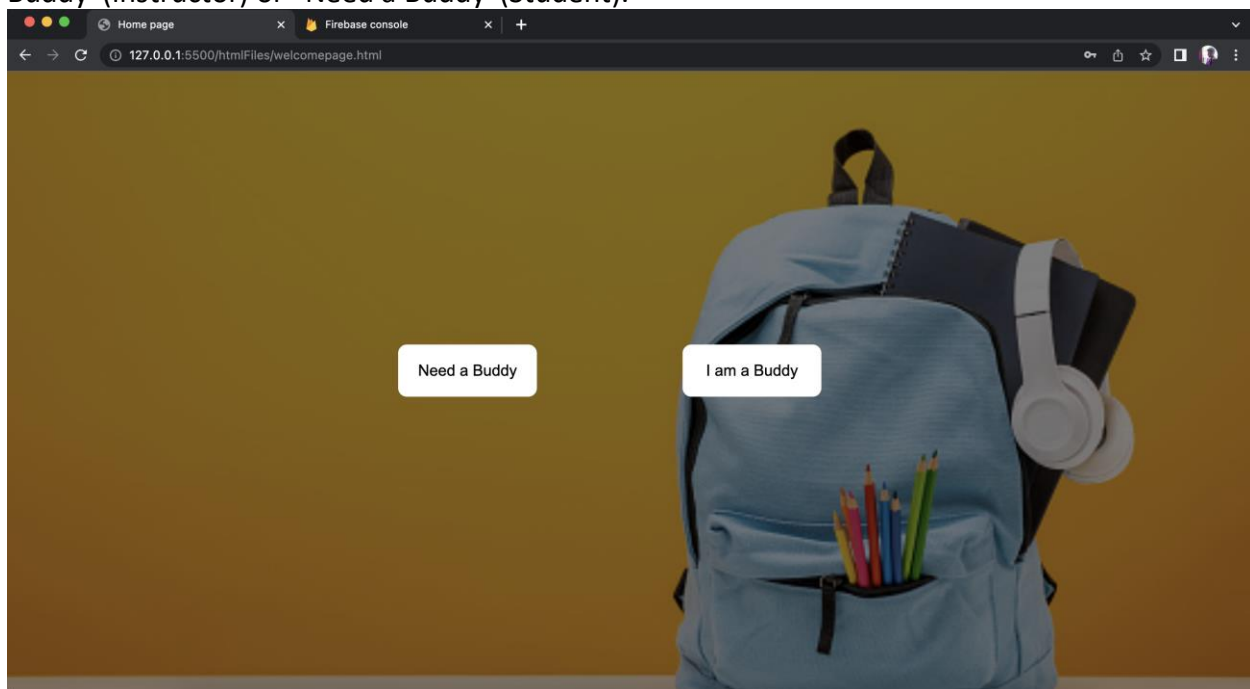 Buddy' (Instructor) or ' Need a Buddy' (Student).
Home page
Firebase console
127.0.0.1:5500/htmlFiles/welcomepage.html
Need a Buddy
I am a Buddy